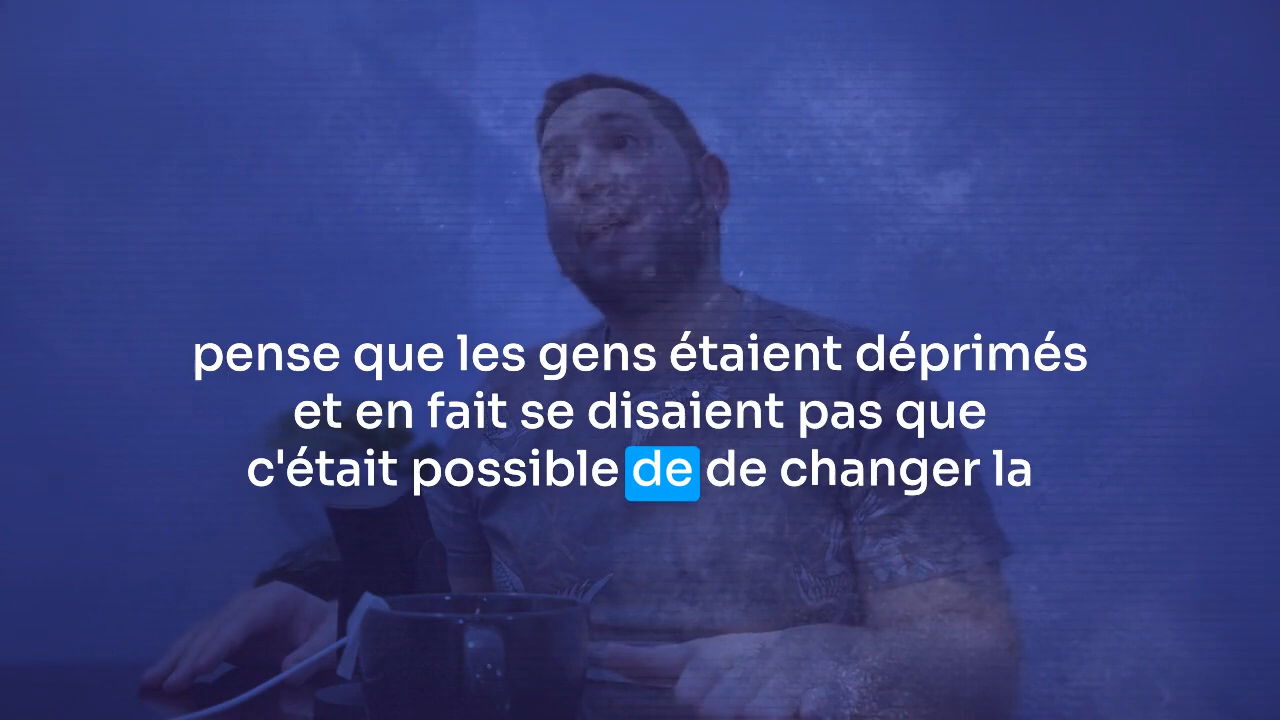 pense que les gens étaient déprimés
et en fait se disaient pas que
c'était possible de de changer la